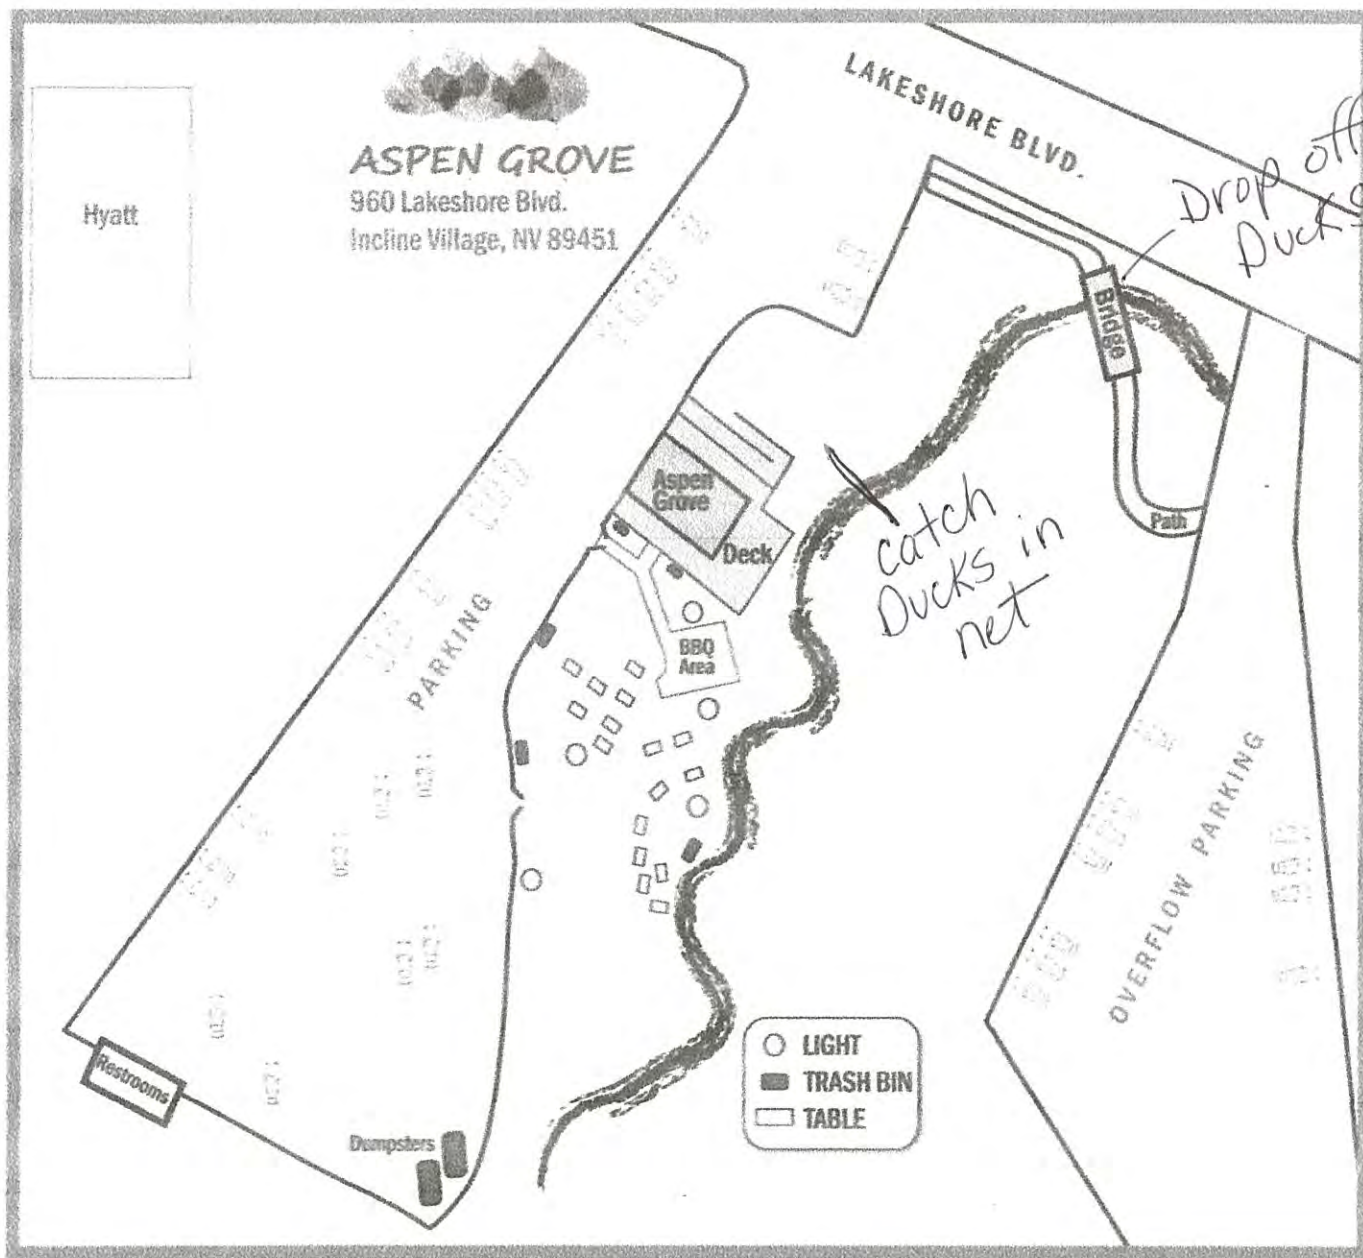 LAKESHORE BLVD.
Drop off
Ducks
ASPEN GROVE
960 Lakeshore Blvd.
Incline Village, NV 89451
Hyatt
Bridge
Aspen
Grove
Deck
Path
catch
Ducks in
net
BBQ
Area
PARKING
OVERFLOW PARKING
Restrooms
Dumpsters
LIGHT
TRASH BIN
TABLE